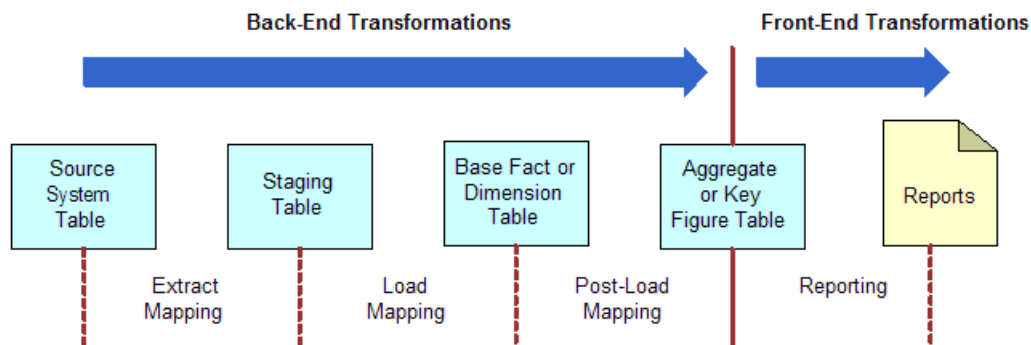 Back-End Transformations
Front-End Transformations
Source
System
Table
Staging
Table
Base Fact or
Dimension
Table
Aggregate
or Key
Figure Table
Reports
Extract
Mapping
Load
Mapping
Post-Load
Mapping
Reporting